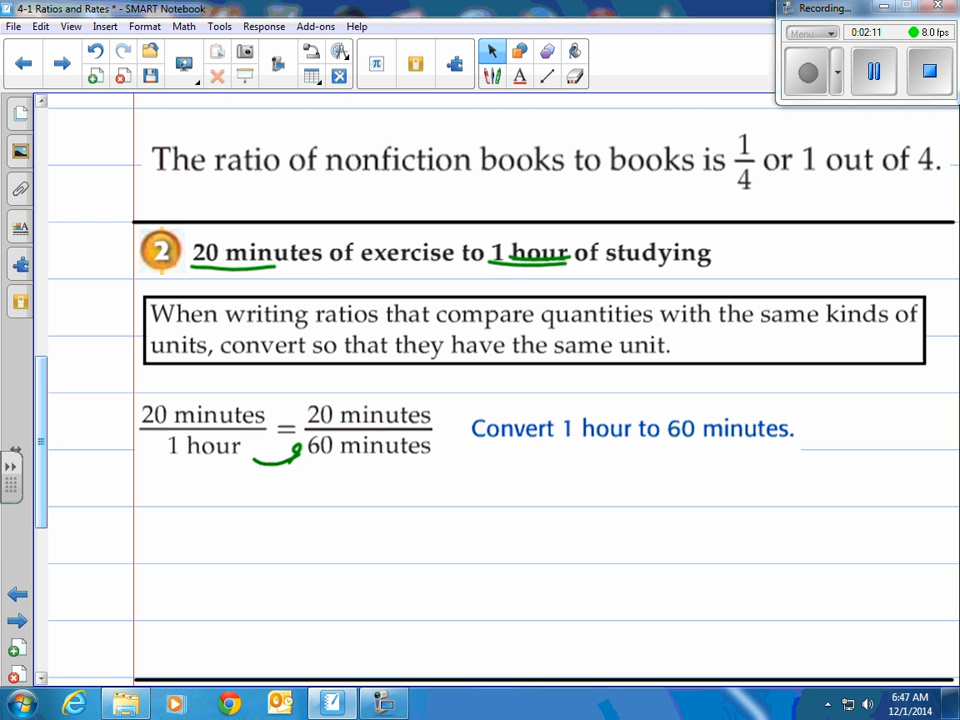 4-1 Ratios and Rates * - SMART Notebook
Recording...
File Edit View Insert Format Math Tools Response Add-ons Help
Menu 0:02:11 8.0 fps
The ratio of nonfiction books to books is 1/4 or 1 out of 4.
2 20 minutes of exercise to 1 hour of studying
When writing ratios that compare quantities with the same kinds of
units, convert so that they have the same unit.
20 minutes / 1 hour = 20 minutes / 60 minutes Convert 1 hour to 60 minutes.
6:47 AM
12/1/2014